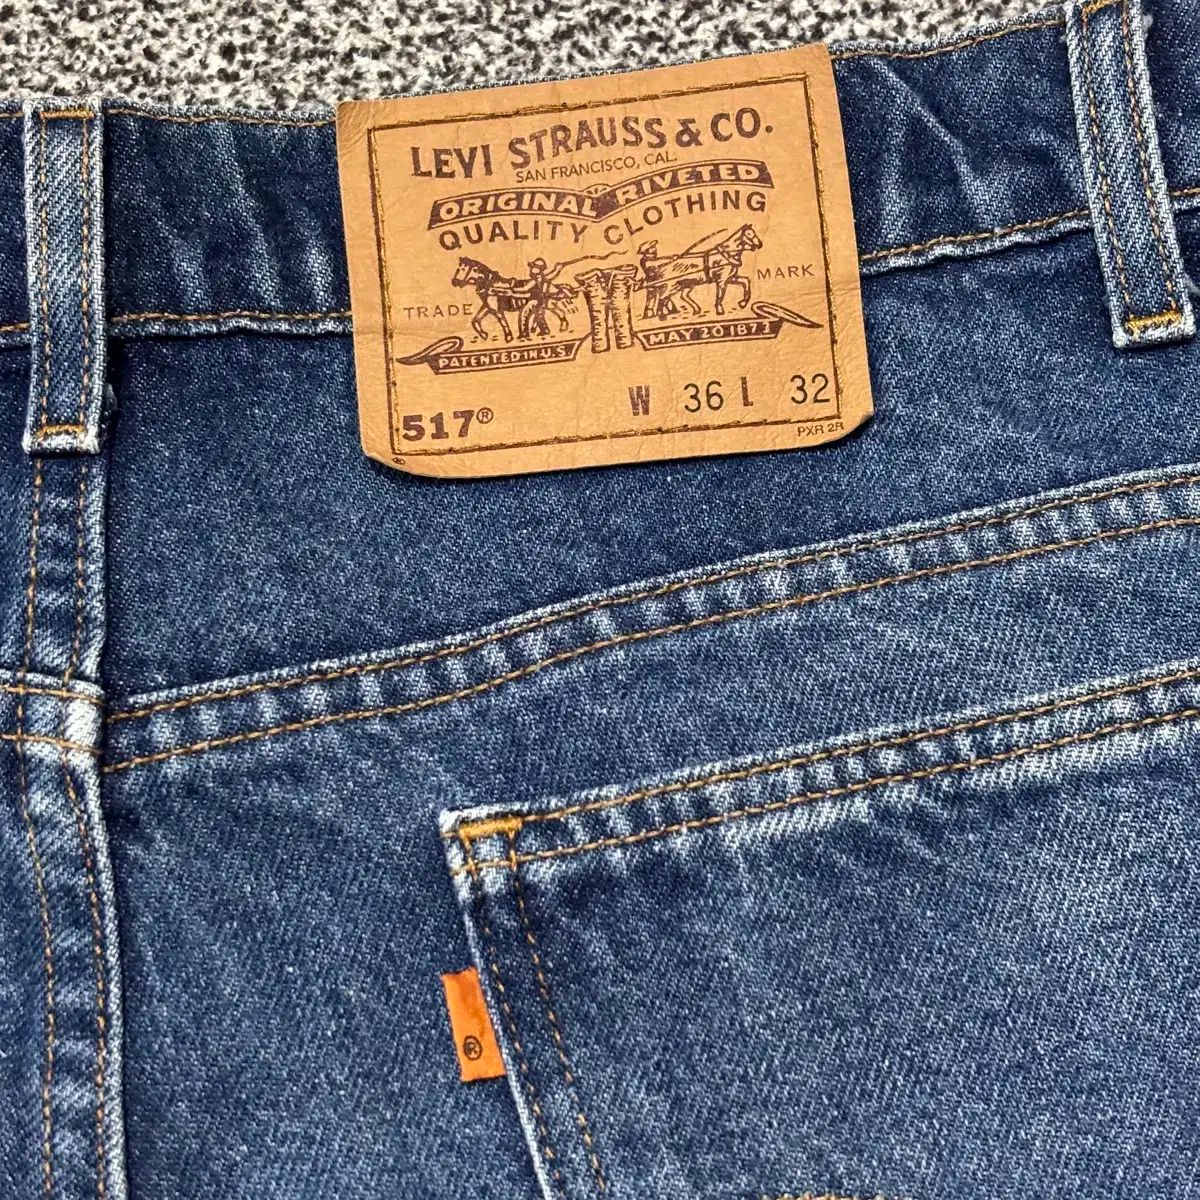 LEVI STRAUSS & CO.
SAN FRANCISCO, CAL.
ORIGINAL RIVETED
QUALITY CLOTHING
TRADE MARK
PATENTED IN U.S MAY 20 1873
W 36 L 32
517®
PXR 2R
®
®